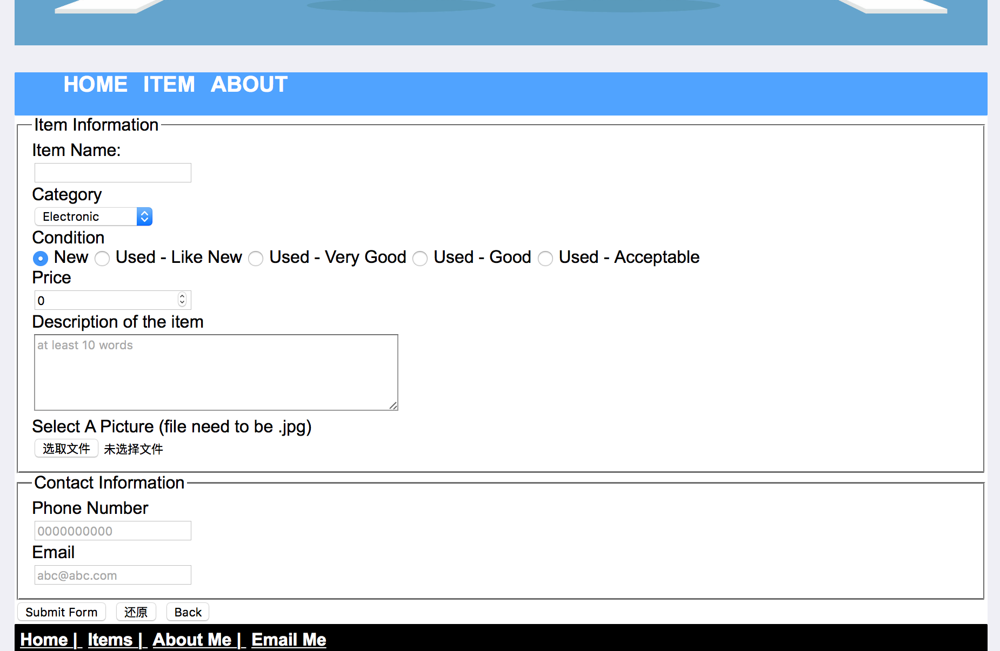 HOME ITEM ABOUT
Item Information
Item Name:
Category
Electronic
Condition
New Used - Like New Used - Very Good Used - Good Used - Acceptable
Price
0
Description of the item
at least 10 words
Select A Picture (file need to be .jpg)
选取文件 未选择文件
Contact Information
Phone Number
0000000000
Email
abc@abc.com
Submit Form 还原 Back
Home | Items | About Me | Email Me